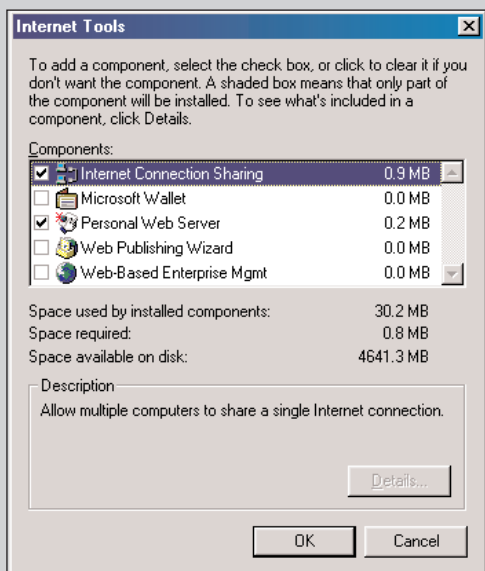 Internet Tools
To add a component, select the check box, or click to clear it if you
don't want the component. A shaded box means that only part of
the component will be installed. To see what's included in a
component, click Details.
Components:
Internet Connection Sharing 0.9 MB
Microsoft Wallet 0.0 MB
Personal Web Server 0.2 MB
Web Publishing Wizard 0.0 MB
Web-Based Enterprise Mgmt 0.0 MB
Space used by installed components: 30.2 MB
Space required: 0.8 MB
Space available on disk: 4641.3 MB
Description
Allow multiple computers to share a single Internet connection.
Details...
OK Cancel